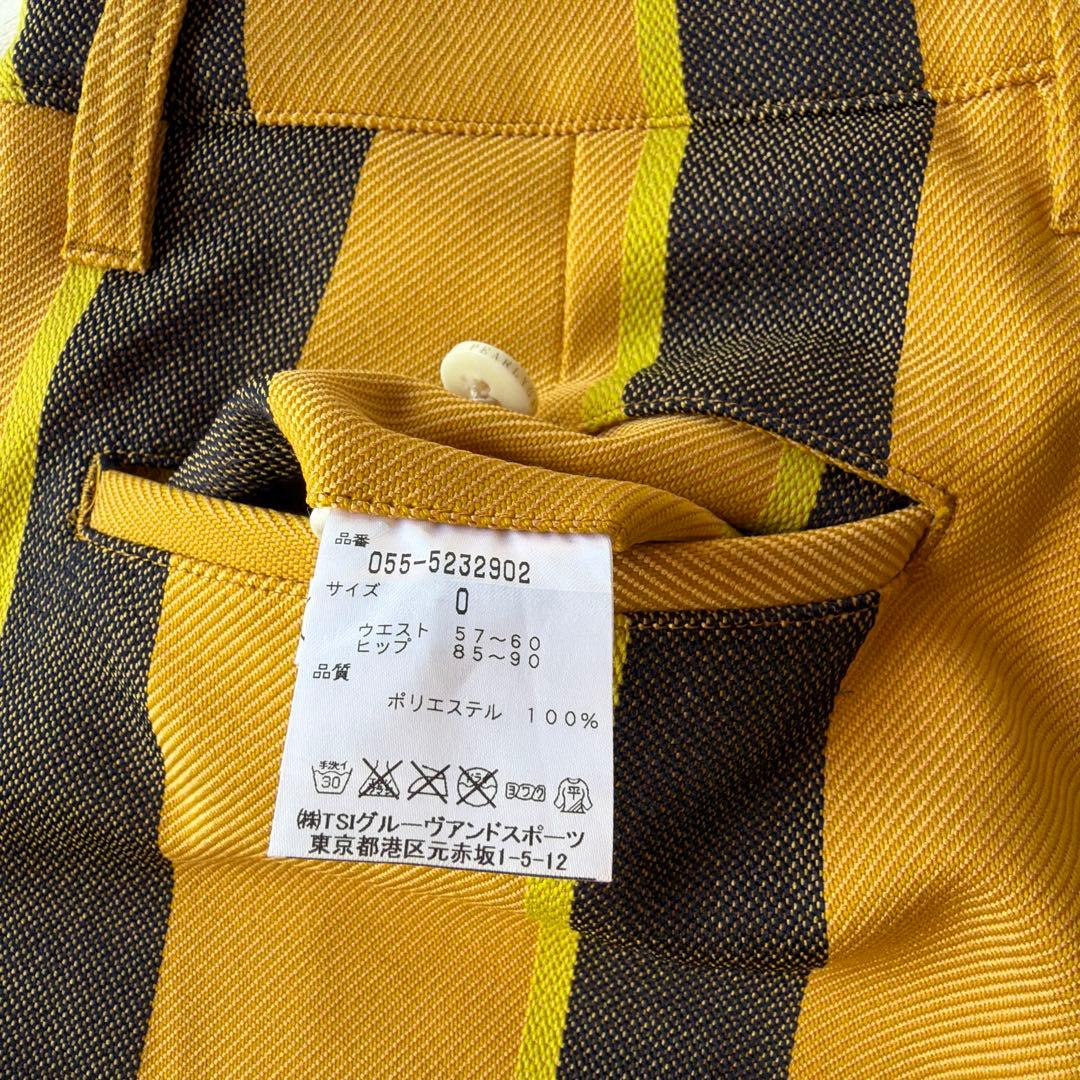 PEARLY
品番
055-5232902
サイズ
0
ウエスト 57～60
ヒップ 85～90
品質
ポリエステル 100%
手洗イ
30
ヨワク
平
㈱TSIグルーヴアンドスポーツ
東京都港区元赤坂1-5-12